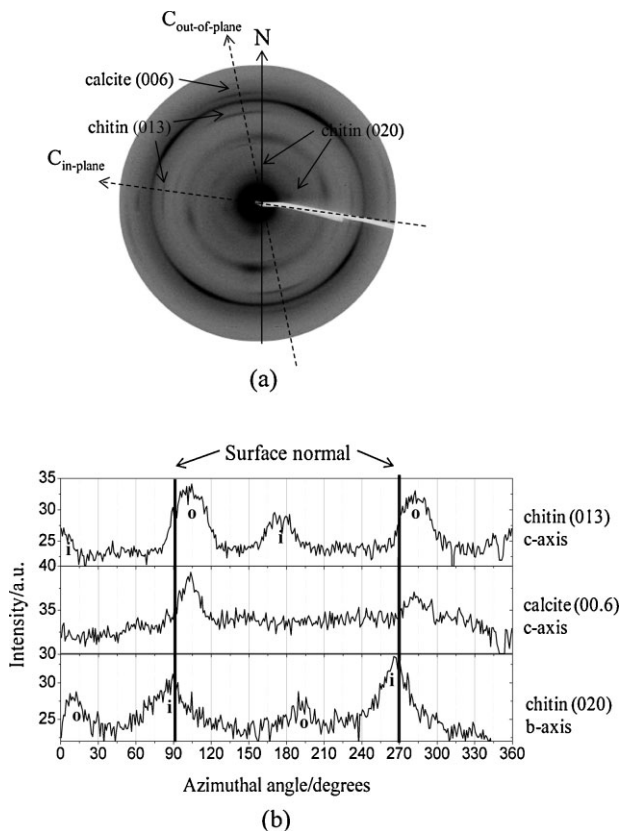 C out-of-plane
N
calcite (006)
chitin (013)
chitin (020)
C in-plane
(a)
Surface normal
35
30
25
40
o
i
i
o
chitin (013)
c-axis
35
30
calcite (00.6)
c-axis
30
25
o
i
o
i
chitin (020)
b-axis
Intensity/a.u.
0 30 60 90 120 150 180 210 240 270 300 330 360
Azimuthal angle/degrees
(b)